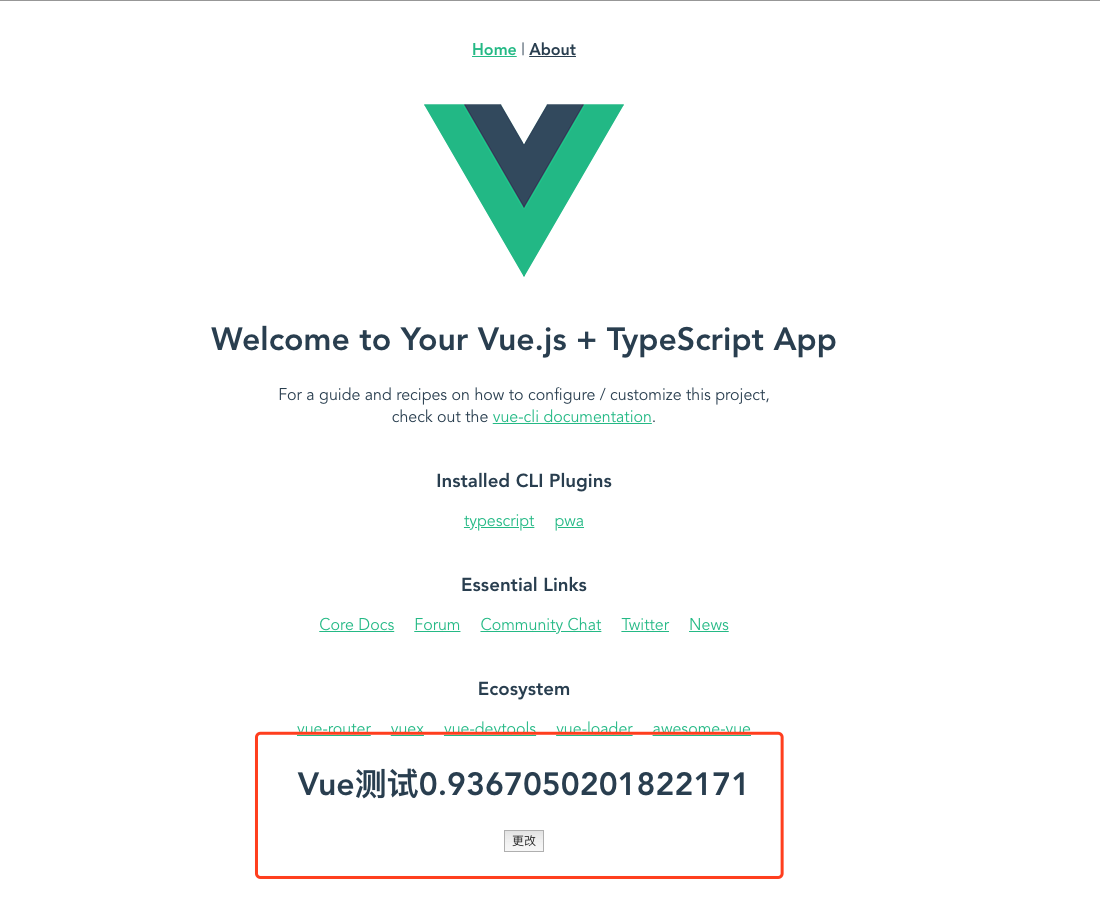 Home | About
Welcome to Your Vue.js + TypeScript App
For a guide and recipes on how to configure / customize this project,
check out the vue-cli documentation.
Installed CLI Plugins
typescript pwa
Essential Links
Core Docs Forum Community Chat Twitter News
Ecosystem
vue-router vuex vue-devtools vue-loader awesome-vue
Vue测试0.9367050201822171
更改